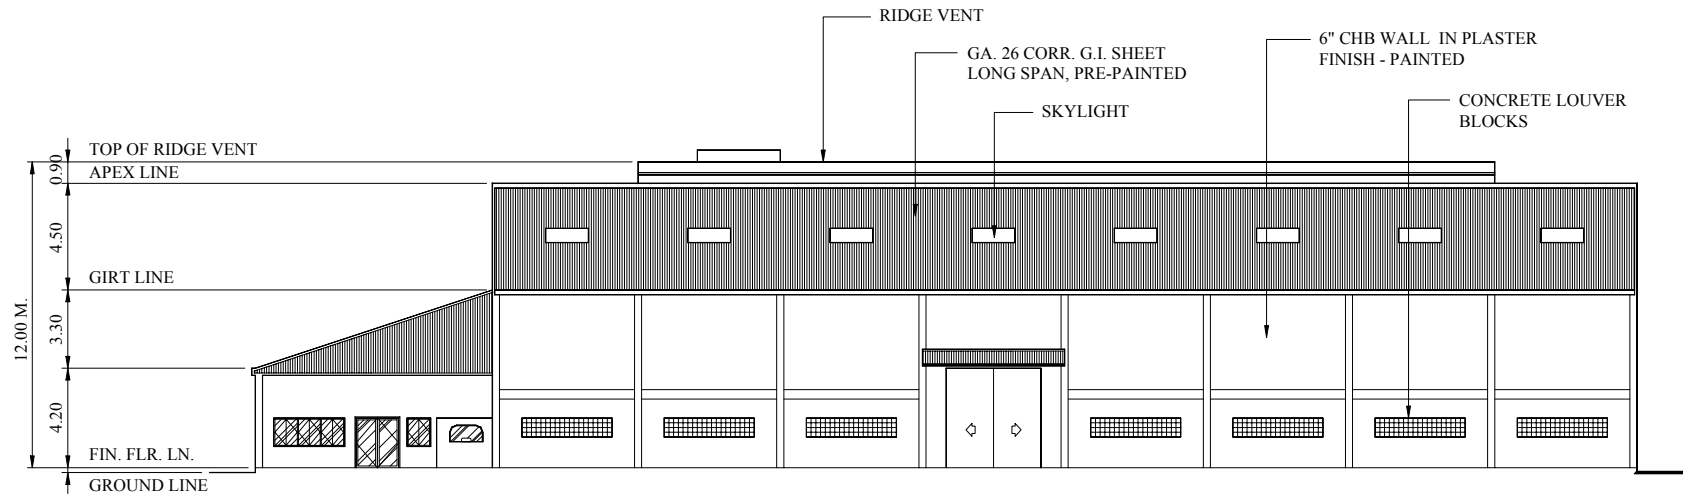 RIDGE VENT
GA. 26 CORR. G.I. SHEET
LONG SPAN, PRE-PAINTED
6" CHB WALL  IN PLASTER
FINISH - PAINTED
SKYLIGHT
CONCRETE LOUVER
BLOCKS
TOP OF RIDGE VENT
0.90
APEX LINE
4.50
GIRT LINE
12.00 M.
3.30
4.20
FIN. FLR. LN.
GROUND LINE